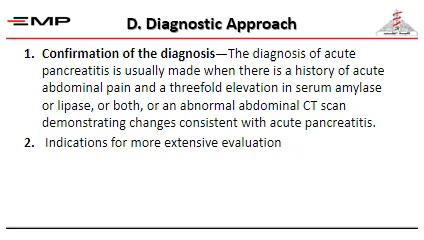 EMP
D. Diagnostic Approach
1. Confirmation of the diagnosis—The diagnosis of acute
pancreatitis is usually made when there is a history of acute
abdominal pain and a threefold elevation in serum amylase
or lipase, or both, or an abnormal abdominal CT scan
demonstrating changes consistent with acute pancreatitis.
2. Indications for more extensive evaluation